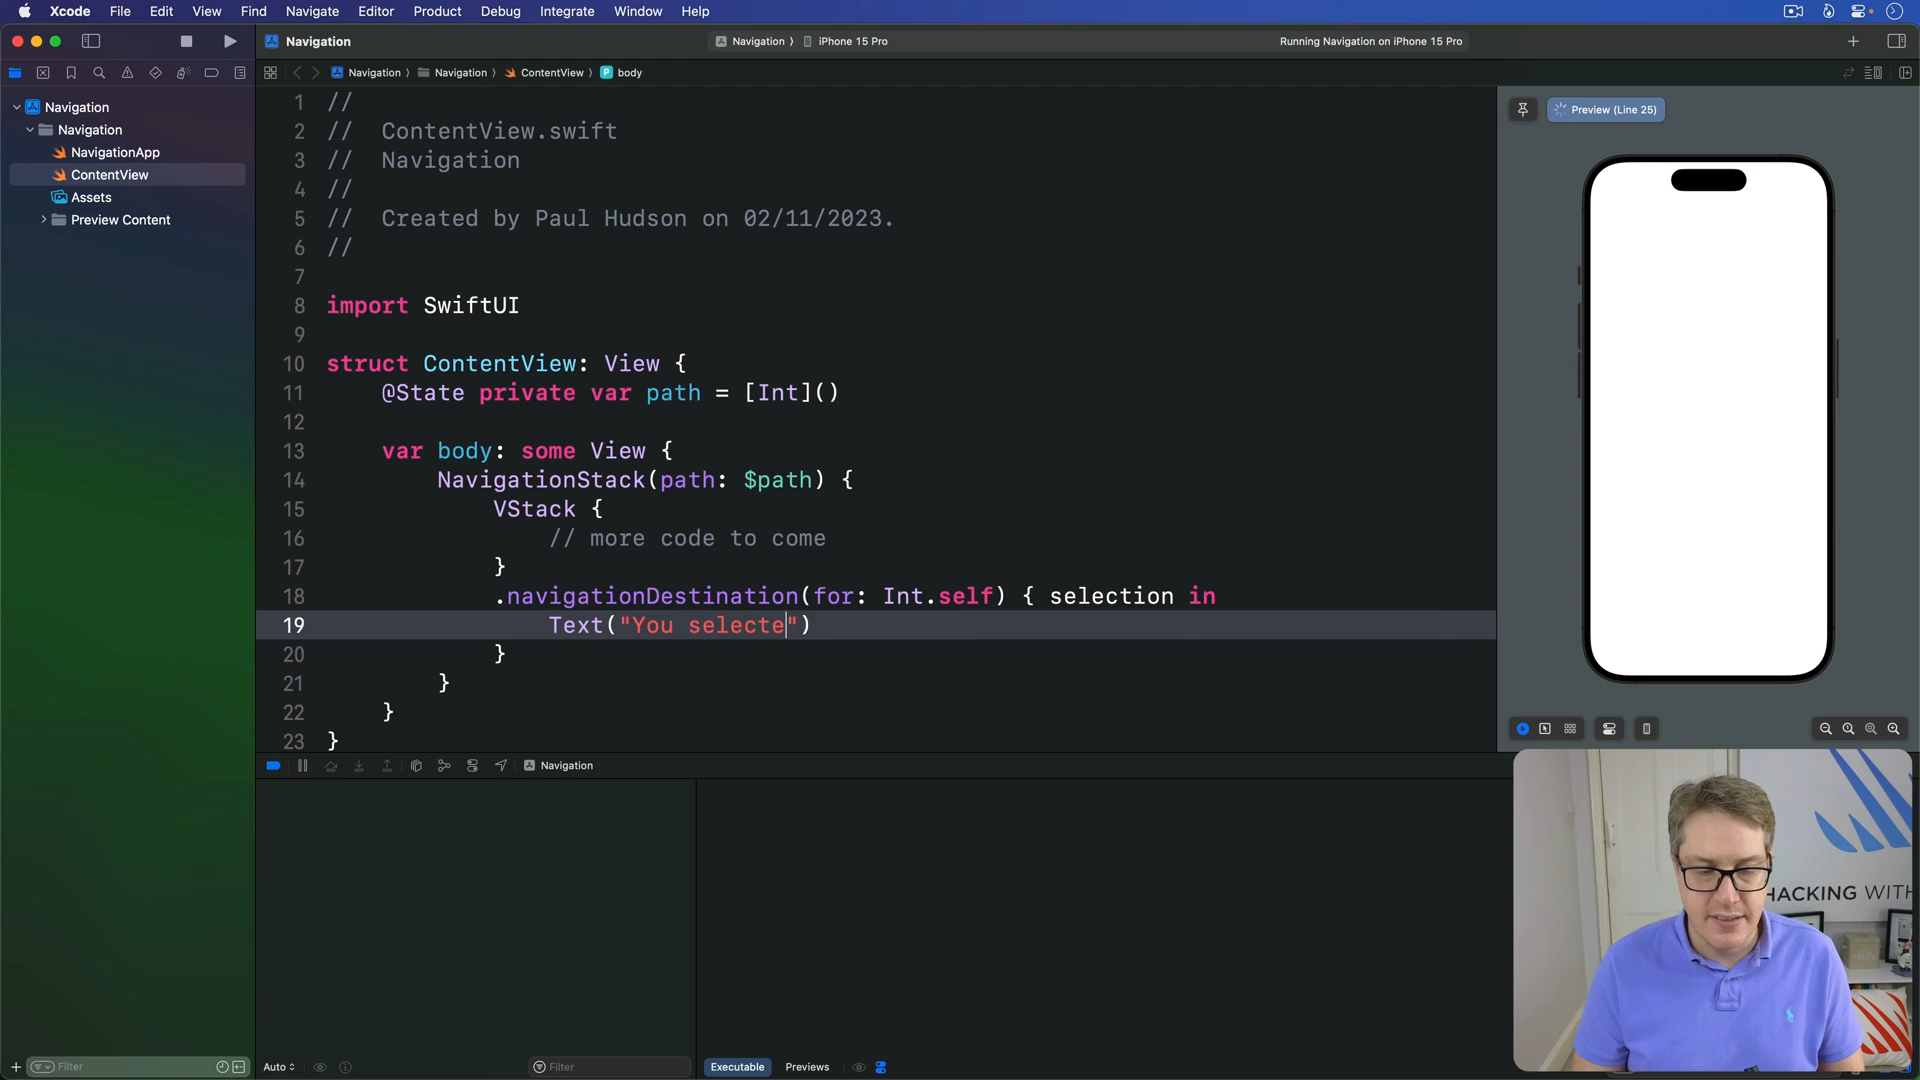 Xcode File Edit View Find Navigate Editor Product Debug Integrate Window Help
Navigation
Navigation iPhone 15 Pro
Running Navigation on iPhone 15 Pro
Navigation Navigation ContentView body
Navigation
Navigation
NavigationApp
ContentView
Assets
Preview Content
1 //
2 //  ContentView.swift
3 //  Navigation
4 //
5 //  Created by Paul Hudson on 02/11/2023.
6 //
7
8 import SwiftUI
9
10 struct ContentView: View {
11     @State private var path = [Int]()
12
13     var body: some View {
14         NavigationStack(path: $path) {
15             VStack {
16                 // more code to come
17             }
18             .navigationDestination(for: Int.self) { selection in
19                 Text("You selecte")
20             }
21         }
22     }
23 }
Preview (Line 25)
Navigation
HACKING WITH
Filter
Auto
Filter
Executable Previews